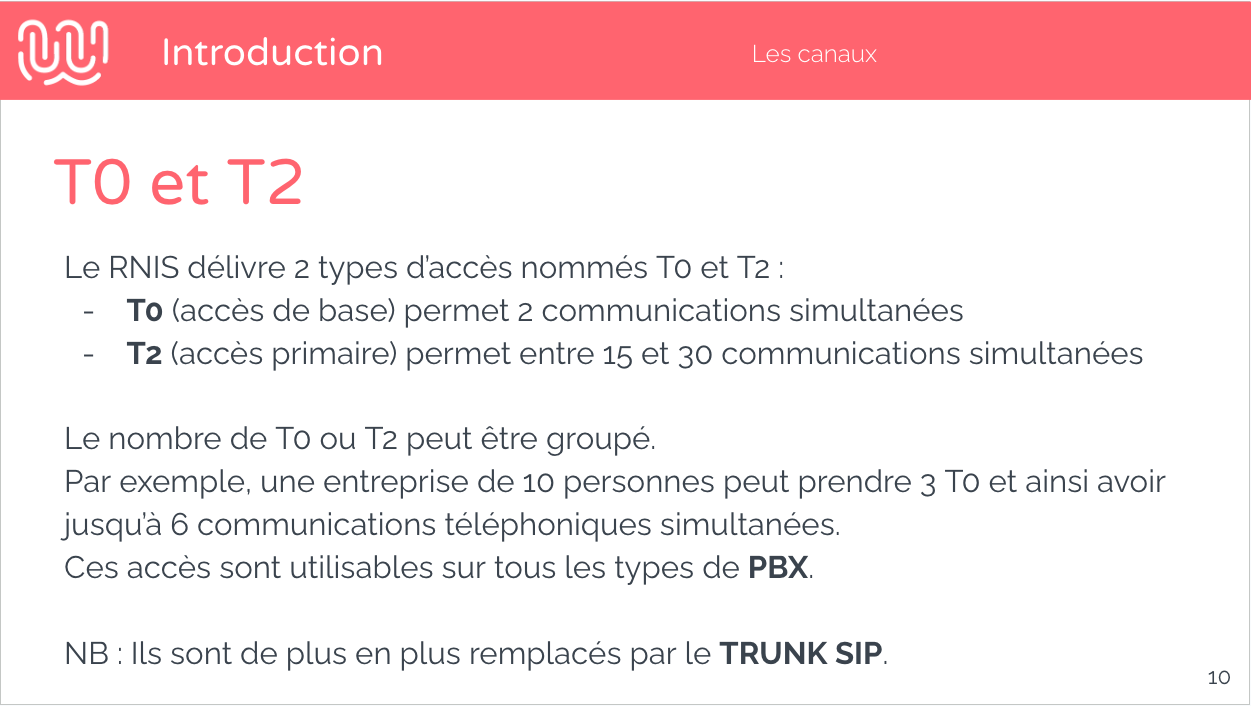 Introduction
Les canaux
T0 et T2
Le RNIS délivre 2 types d’accès nommés T0 et T2 :
- T0 (accès de base) permet 2 communications simultanées
- T2 (accès primaire) permet entre 15 et 30 communications simultanées
Le nombre de T0 ou T2 peut être groupé.
Par exemple, une entreprise de 10 personnes peut prendre 3 T0 et ainsi avoir
jusqu’à 6 communications téléphoniques simultanées.
Ces accès sont utilisables sur tous les types de PBX.
NB : Ils sont de plus en plus remplacés par le TRUNK SIP.
10